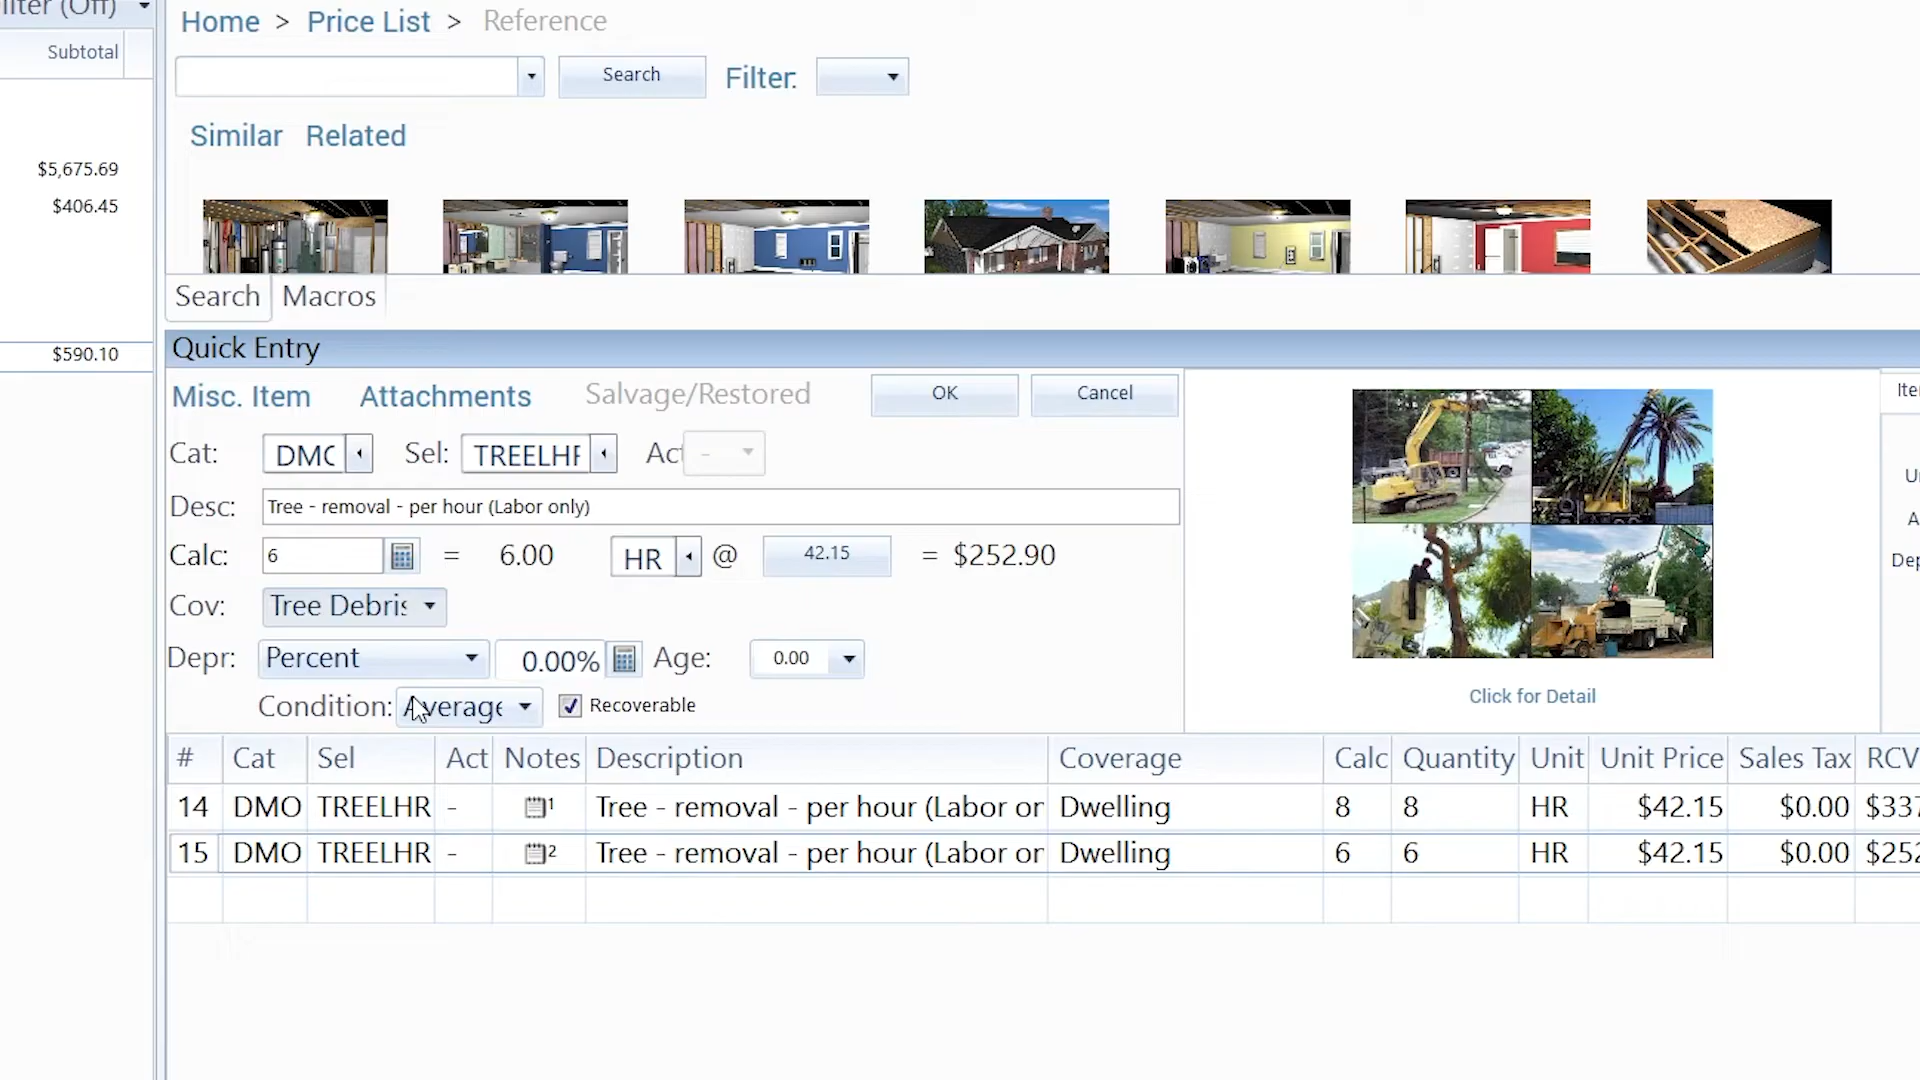 ilter (Off)
Subtotal
$5,675.69
$406.45
$590.10
Home > Price List > Reference
Search Filter:
Similar Related
Search Macros
Quick Entry
Misc. Item Attachments Salvage/Restored OK Cancel
Cat: DMO Sel: TREELHR Act -
Desc: Tree - removal - per hour (Labor only)
Calc: 6 = 6.00 HR @ 42.15 = $252.90
Cov: Tree Debris
Depr: Percent 0.00% Age: 0.00
Condition: Average Recoverable
Click for Detail
# Cat Sel Act Notes Description Coverage Calc Quantity Unit Unit Price Sales Tax RCV
14 DMO TREELHR - 1 Tree - removal - per hour (Labor or Dwelling 8 8 HR $42.15 $0.00 $337
15 DMO TREELHR - 2 Tree - removal - per hour (Labor or Dwelling 6 6 HR $42.15 $0.00 $252